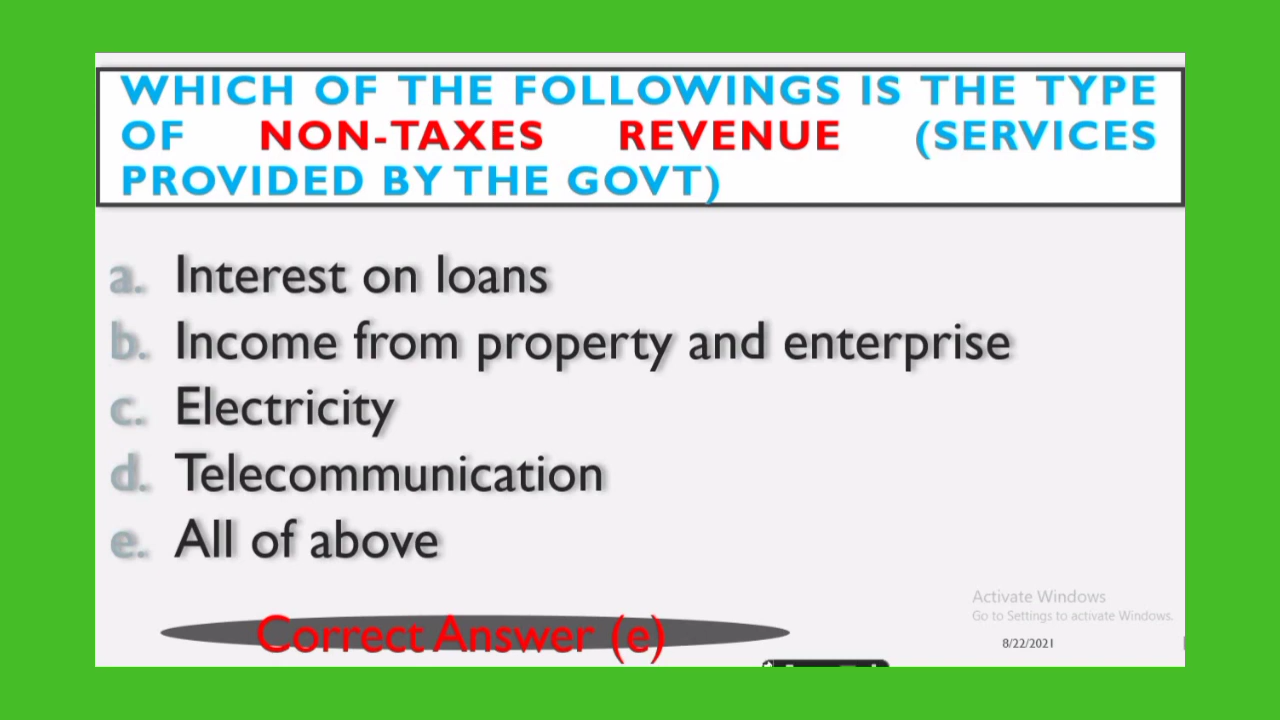 WHICH OF THE FOLLOWINGS IS THE TYPE
OF NON-TAXES REVENUE (SERVICES
PROVIDED BY THE GOVT)
a. Interest on loans
b. Income from property and enterprise
c. Electricity
d. Telecommunication
e. All of above
Correct Answer (e)
Activate Windows
Go to Settings to activate Windows.
8/22/2021